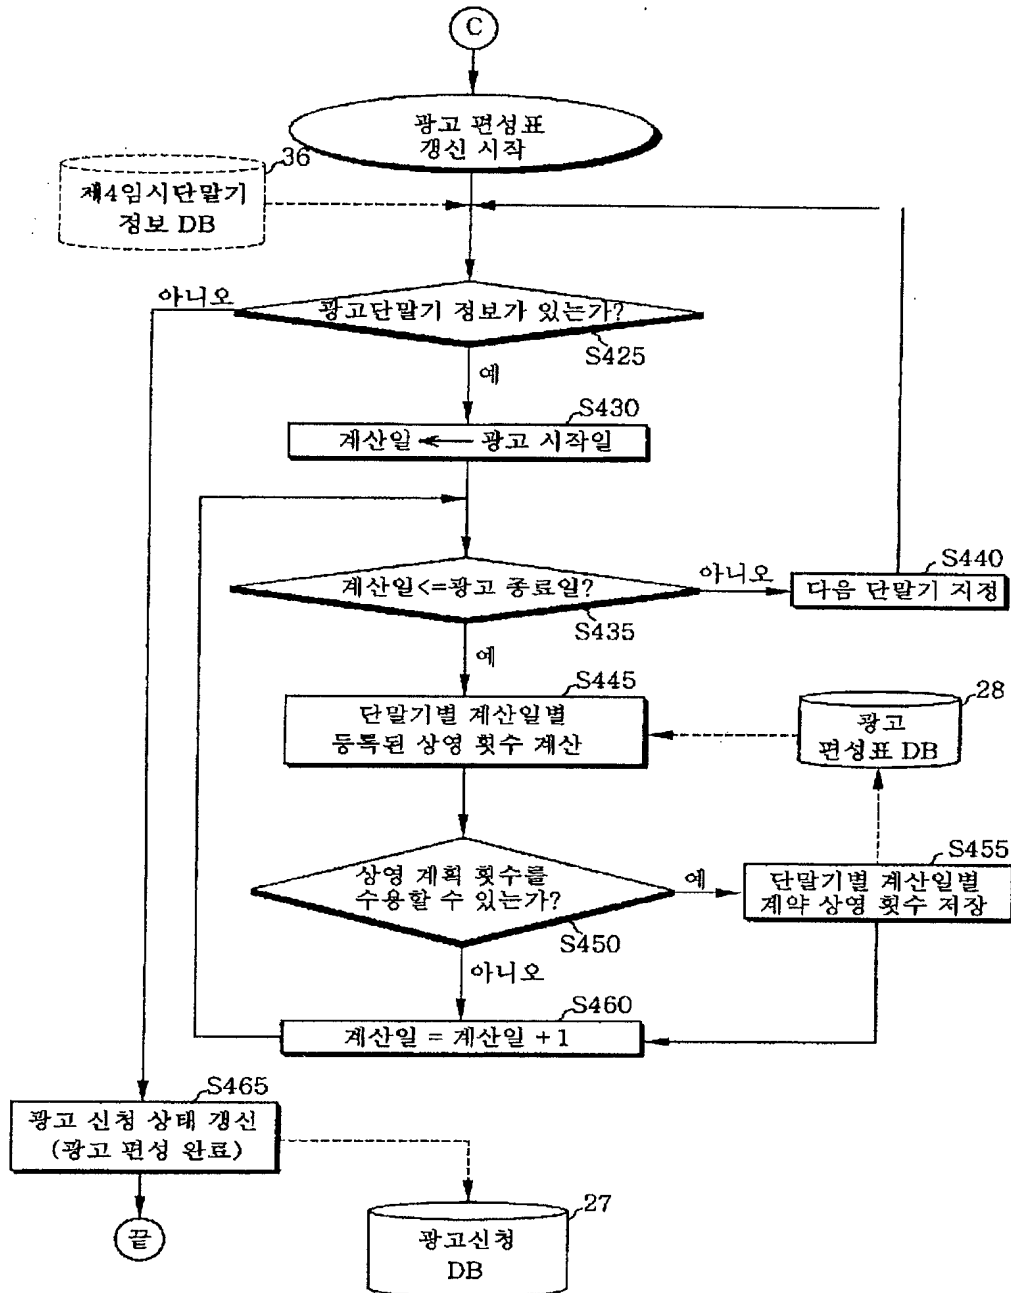 C
광고 편성표
갱신 시작
36
제4임시단말기
정보 DB
아니오
광고단말기 정보가 있는가?
S425
예
S430
계산일 ← 광고 시작일
계산일<=광고 종료일?
아니오
S435
S440
다음 단말기 지정
예
S445
단말기별 계산일별
등록된 상영 횟수 계산
28
광고
편성표 DB
상영 계획 횟수를
수용할 수 있는가?
예
S450
S455
단말기별 계산일별
계약 상영 횟수 저장
아니오
S460
계산일 = 계산일 +1
S465
광고 신청 상태 갱신
(광고 편성 완료)
끝
27
광고신청
DB